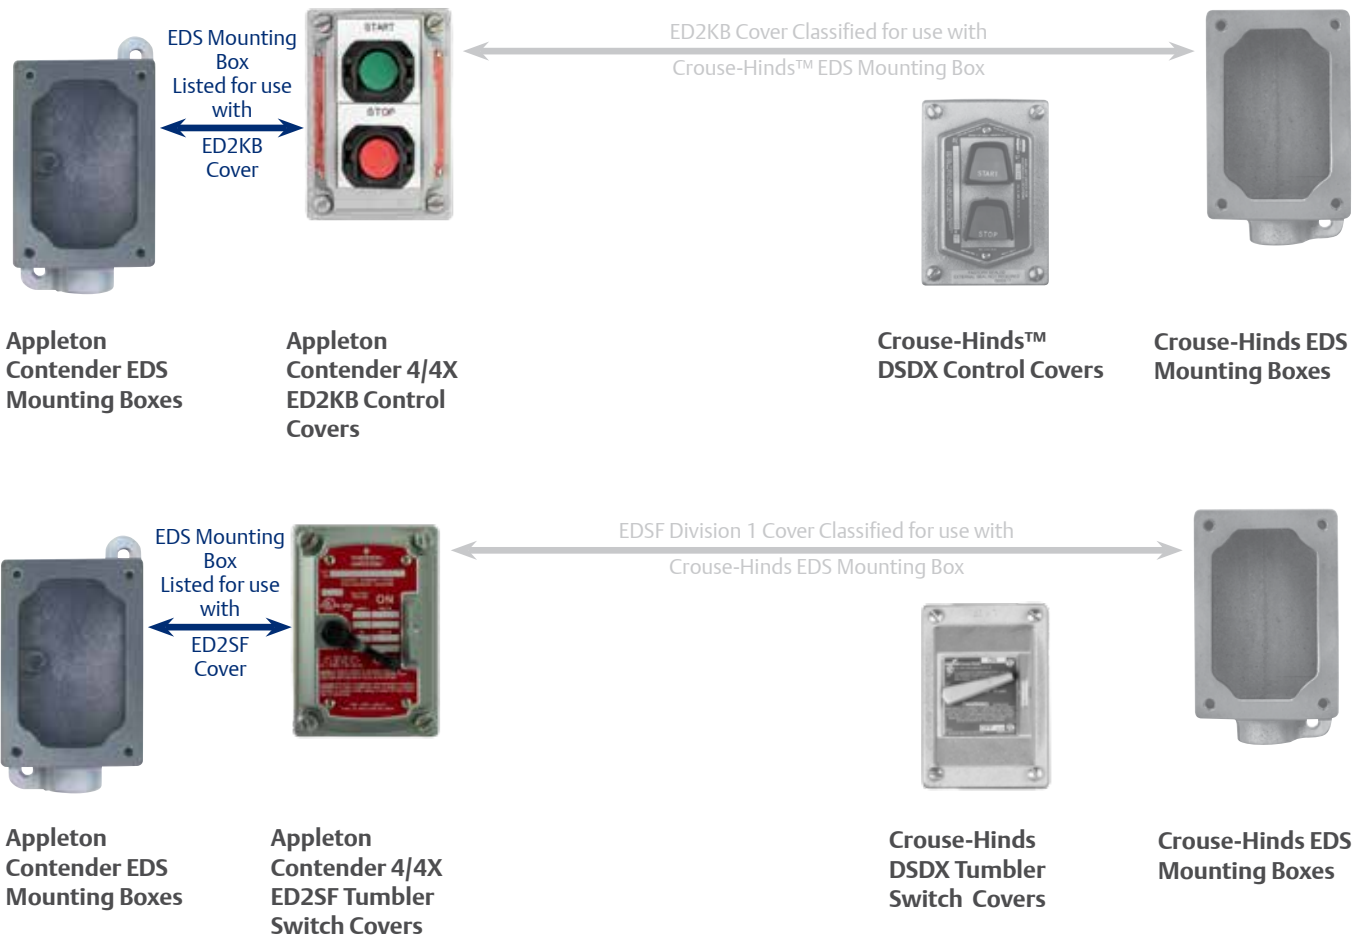 EDS Mounting
Box
Listed for use
with
ED2KB
Cover
START
STOP
ED2KB Cover Classified for use with
Crouse-Hinds™ EDS Mounting Box
START
STOP
Appleton
Contender EDS
Mounting Boxes
Appleton
Contender 4/4X
ED2KB Control
Covers
Crouse-Hinds™
DSDX Control Covers
Crouse-Hinds EDS
Mounting Boxes
EDS Mounting
Box
Listed for use
with
ED2SF
Cover
ON
EDSF Division 1 Cover Classified for use with
Crouse-Hinds EDS Mounting Box
Appleton
Contender EDS
Mounting Boxes
Appleton
Contender 4/4X
ED2SF Tumbler
Switch Covers
Crouse-Hinds
DSDX Tumbler
Switch Covers
Crouse-Hinds EDS
Mounting Boxes